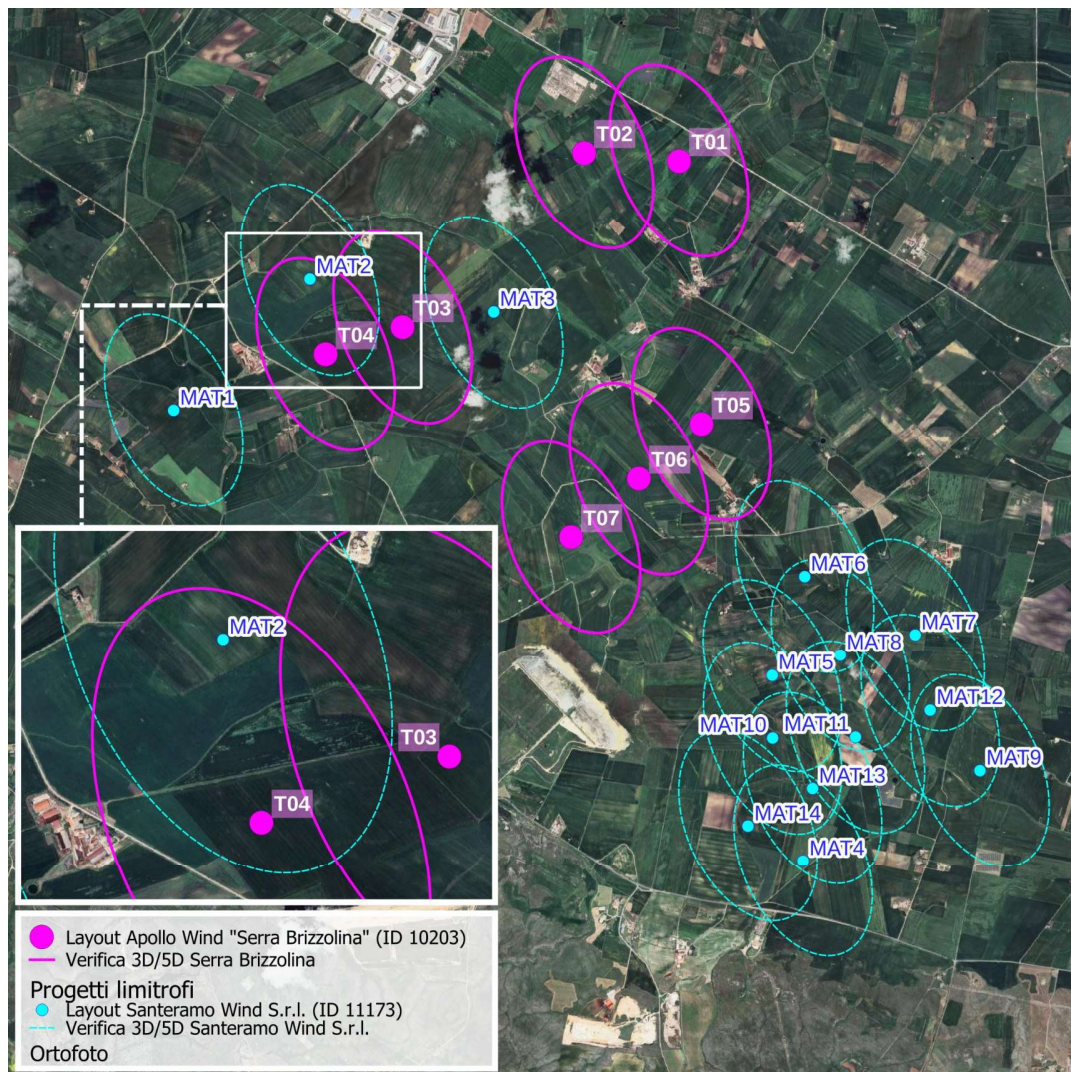 T02
T01
MAT2
MAT3
T03
T04
MAT1
T05
T06
T07
MAT6
MAT7
MAT8
MAT5
MAT12
MAT10
MAT11
MAT9
MAT13
MAT14
MAT4
MAT2
T03
T04
Layout Apollo Wind "Serra Brizzolina" (ID 10203)
Verifica 3D/5D Serra Brizzolina
Progetti limitrofi
Layout Santeramo Wind S.r.l. (ID 11173)
Verifica 3D/5D Santeramo Wind S.r.l.
Ortofoto